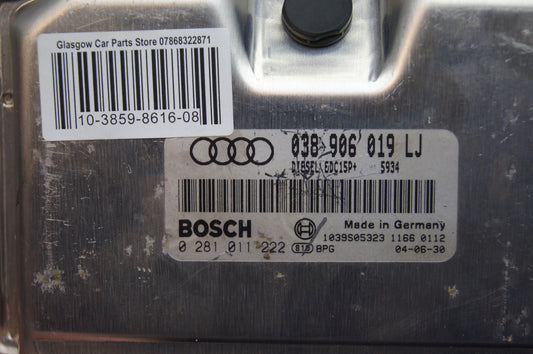 Glasgow Car Parts Store 07868322871
10-3859-8616-08
038 906 019 LJ
DIESEL EDC15P+ 5934
BOSCH
Made in Germany
1039S05323 1166 0112
0 281 011 222 BPG 04-06-30